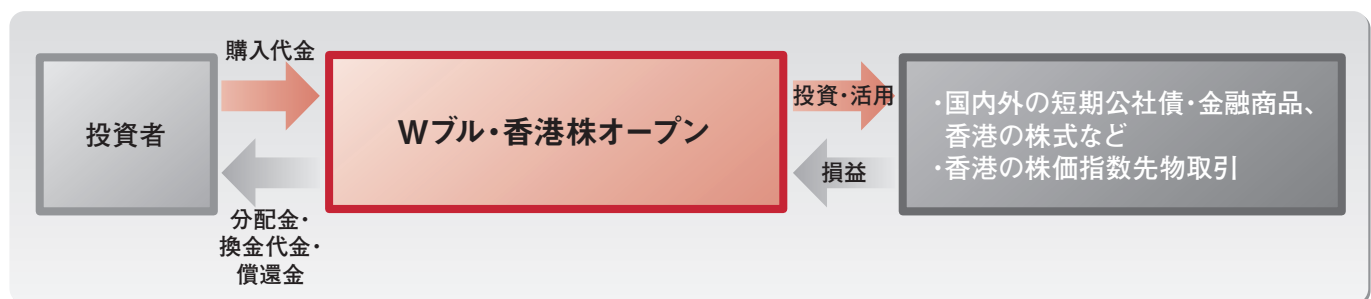 購入代金
投資者
分配金・
換金代金・
償還金
Wブル・香港株オープン
投資・活用
損益
・国内外の短期公社債・金融商品、
香港の株式など
・香港の株価指数先物取引